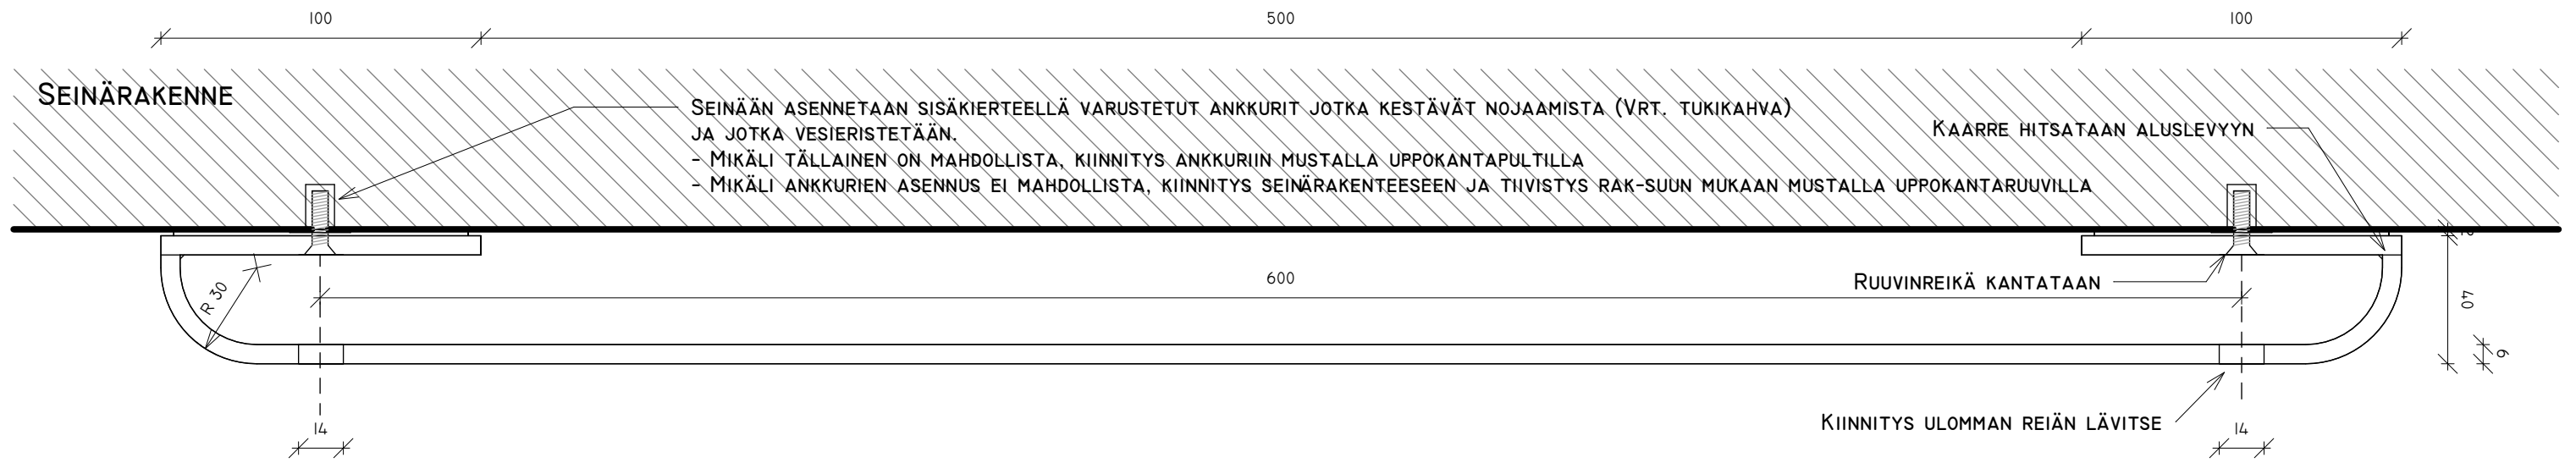 100
500
100
SEINÄRAKENNE
SEINÄÄN ASENNETAAN SISÄKIERTEELLÄ VARUSTETUT ANKKURIT JOTKA KESTÄVÄT NOJAAMISTA (VRT. TUKIKAHVA)
JA JOTKA VESIERISTETÄÄN.
- MIKÄLI TÄLLAINEN ON MAHDOLLISTA, KIINNITYS ANKKURIIN MUSTALLA UPPOKANTAPULTILLA
- MIKÄLI ANKKURIEN ASENNUS EI MAHDOLLISTA, KIINNITYS SEINÄRAKENTEESEEN JA TIIVISTYS RAK-SUUN MUKAAN MUSTALLA UPPOKANTARUUVILLA
KAARRE HITSATAAN ALUSLEVYYN
2
R 30
600
RUUVINREIKÄ KANTATAAN
40
6
KIINNITYS ULOMMAN REIÄN LÄVITSE
14
14